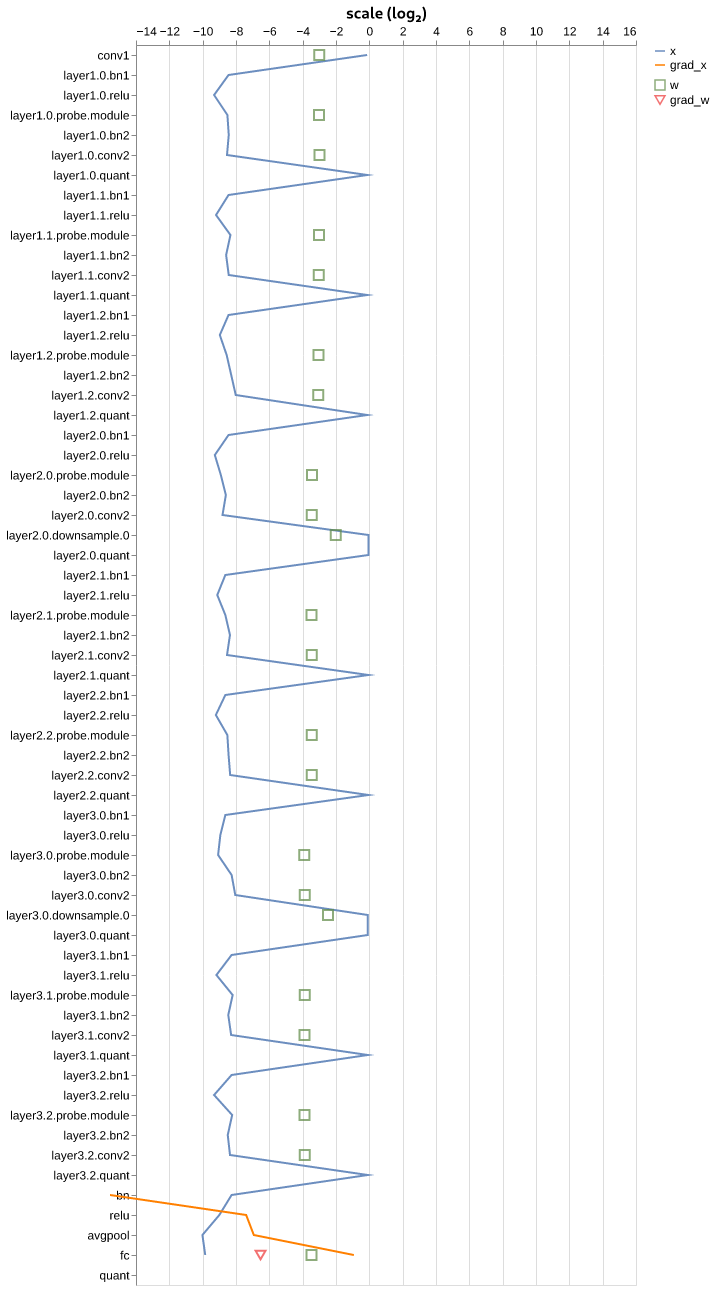 scale (log₂)
−14 −12 −10 −8 −6 −4 −2 0 2 4 6 8 10 12 14 16
x
grad_x
w
grad_w
conv1
layer1.0.bn1
layer1.0.relu
layer1.0.probe.module
layer1.0.bn2
layer1.0.conv2
layer1.0.quant
layer1.1.bn1
layer1.1.relu
layer1.1.probe.module
layer1.1.bn2
layer1.1.conv2
layer1.1.quant
layer1.2.bn1
layer1.2.relu
layer1.2.probe.module
layer1.2.bn2
layer1.2.conv2
layer1.2.quant
layer2.0.bn1
layer2.0.relu
layer2.0.probe.module
layer2.0.bn2
layer2.0.conv2
layer2.0.downsample.0
layer2.0.quant
layer2.1.bn1
layer2.1.relu
layer2.1.probe.module
layer2.1.bn2
layer2.1.conv2
layer2.1.quant
layer2.2.bn1
layer2.2.relu
layer2.2.probe.module
layer2.2.bn2
layer2.2.conv2
layer2.2.quant
layer3.0.bn1
layer3.0.relu
layer3.0.probe.module
layer3.0.bn2
layer3.0.conv2
layer3.0.downsample.0
layer3.0.quant
layer3.1.bn1
layer3.1.relu
layer3.1.probe.module
layer3.1.bn2
layer3.1.conv2
layer3.1.quant
layer3.2.bn1
layer3.2.relu
layer3.2.probe.module
layer3.2.bn2
layer3.2.conv2
layer3.2.quant
bn
relu
avgpool
fc
quant